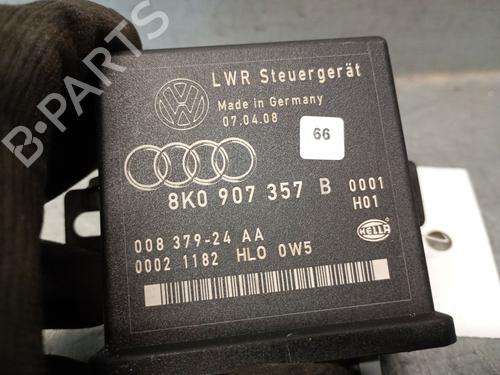 LWR Steuergerät
Made in Germany
07.04.08
66
8K0 907 357 B 0001
H01
008 379-24 AA
0002 1182 HLO 0W5
HELLA
B-PARTS